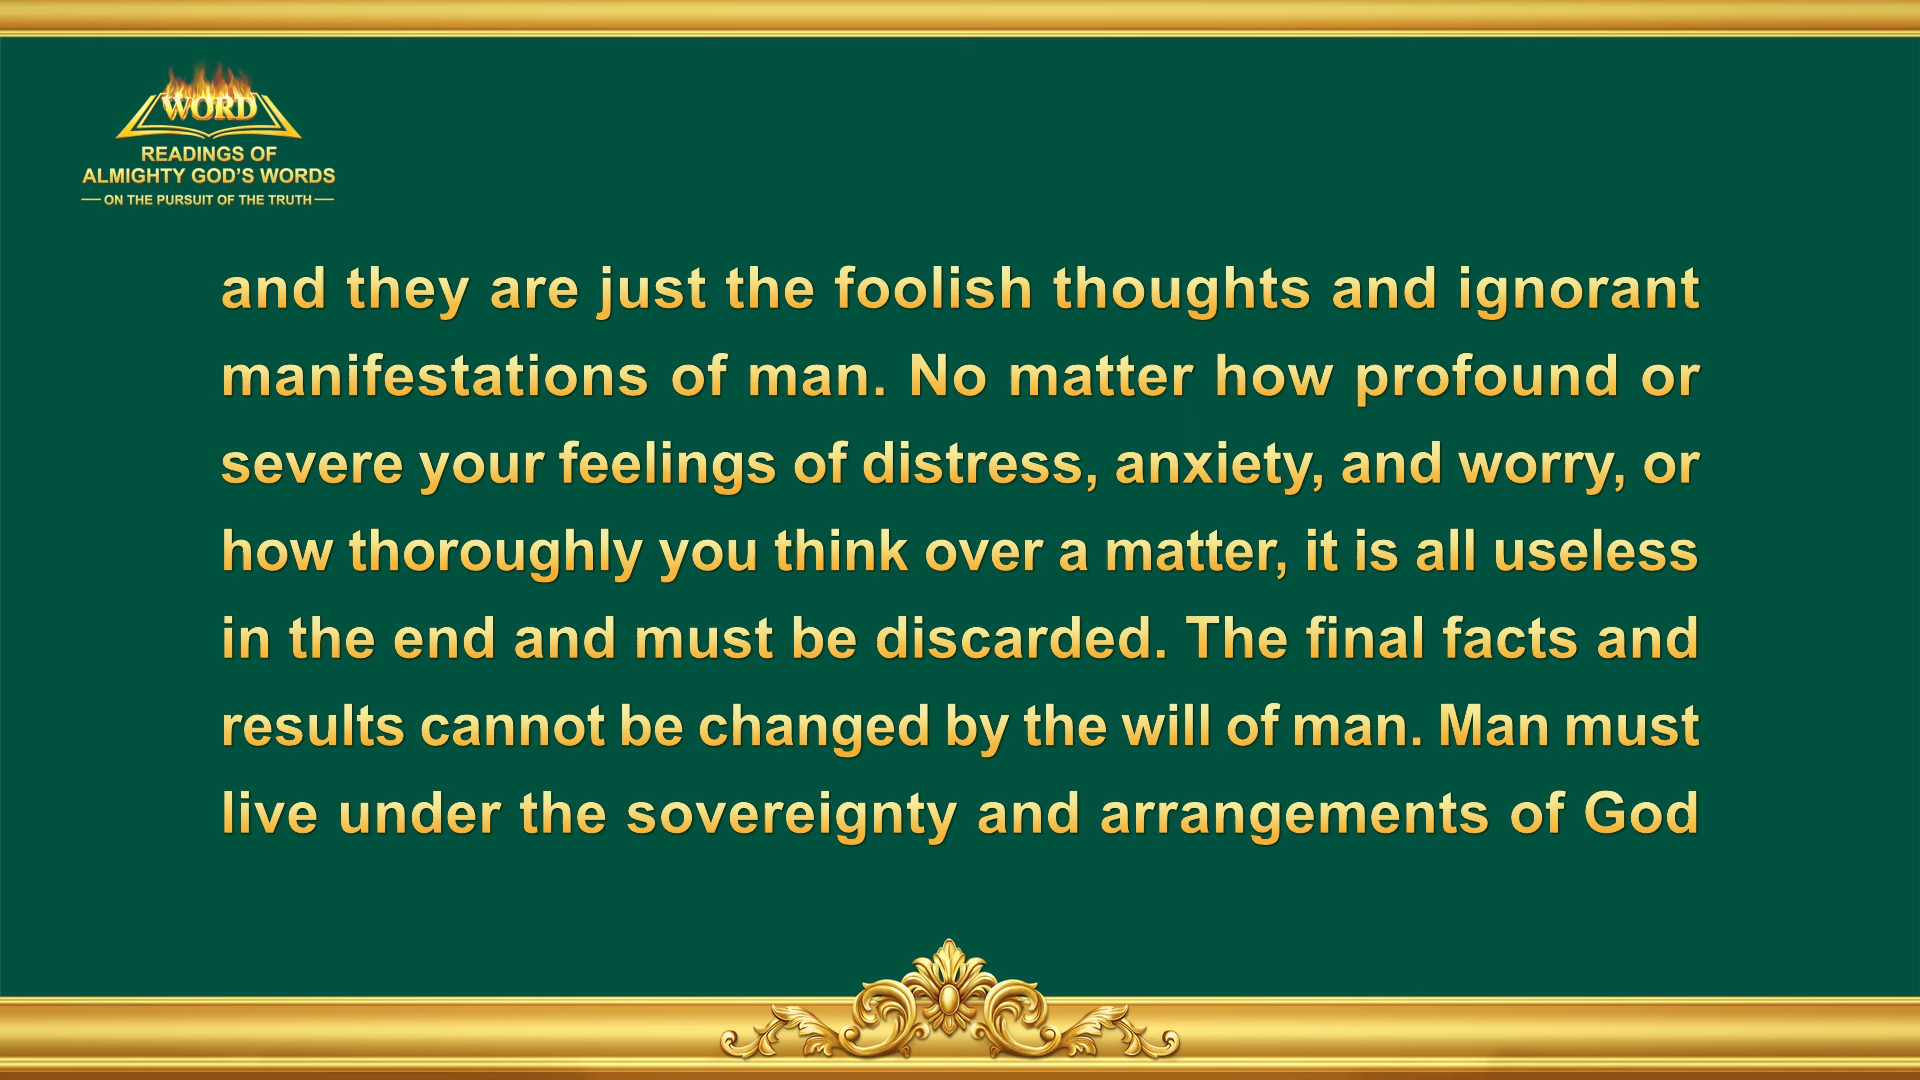 WORD
READINGS OF
ALMIGHTY GOD'S WORDS
— ON THE PURSUIT OF THE TRUTH —
and they are just the foolish thoughts and ignorant
manifestations of man. No matter how profound or
severe your feelings of distress, anxiety, and worry, or
how thoroughly you think over a matter, it is all useless
in the end and must be discarded. The final facts and
results cannot be changed by the will of man. Man must
live under the sovereignty and arrangements of God